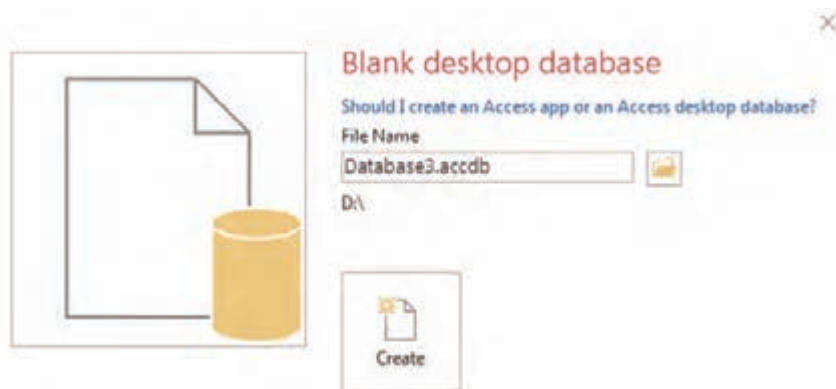 Blank desktop database
Should I create an Access app or an Access desktop database?
File Name
Database3.accdb
D:\
Create